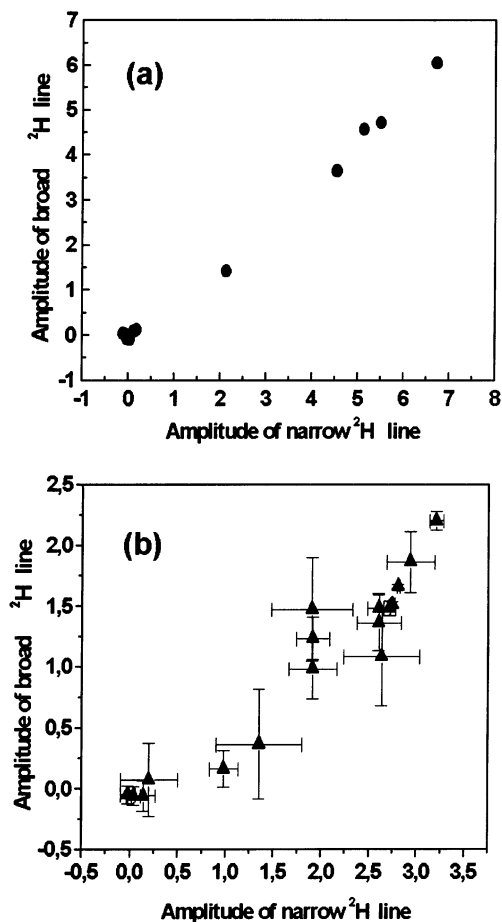 7
6
5
4
3
2
1
0
-1
(a)
Amplitude of broad ²H line
-1 0 1 2 3 4 5 6 7 8
Amplitude of narrow ²H line
2,5
2,0
1,5
1,0
0,5
0,0
-0,5
(b)
Amplitude of broad ²H line
-0,5 0,0 0,5 1,0 1,5 2,0 2,5 3,0 3,5
Amplitude of narrow ²H line